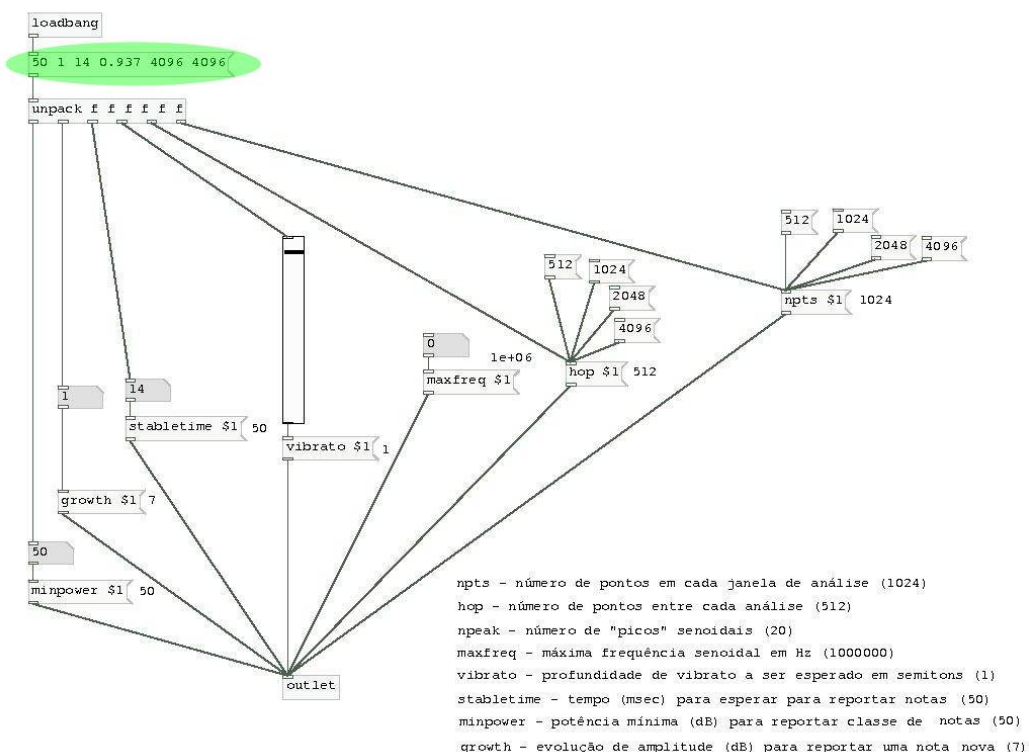 loadbang
50 1 14 0.937 4096 4096
unpack f f f f f f
512
1024
2048
4096
npts $1
1024
512
1024
2048
4096
hop $1
512
0
1e+06
maxfreq $1
1
14
stabletime $1
50
vibrato $1
1
growth $1
7
50
minpower $1
50
outlet
npts - número de pontos em cada janela de análise (1024)
hop - número de pontos entre cada análise (512)
npeak - número de "picos" senoidais (20)
maxfreq - máxima frequência senoidal em Hz (1000000)
vibrato - profundidade de vibrato a ser esperado em semitons (1)
stabletime - tempo (msec) para esperar para reportar notas (50)
minpower - potência mínima (dB) para reportar classe de notas (50)
growth - evolução de amplitude (dB) para reportar uma nota nova (7)